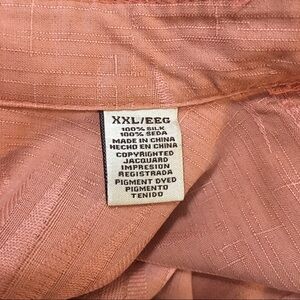 XXL/EEG
100% SILK
100% SEDA
MADE IN CHINA
HECHO EN CHINA
COPYRIGHTED
JACQUARD
IMPRESION
REGISTRADA
PIGMENT DYED
PIGMENTO
TENIDO